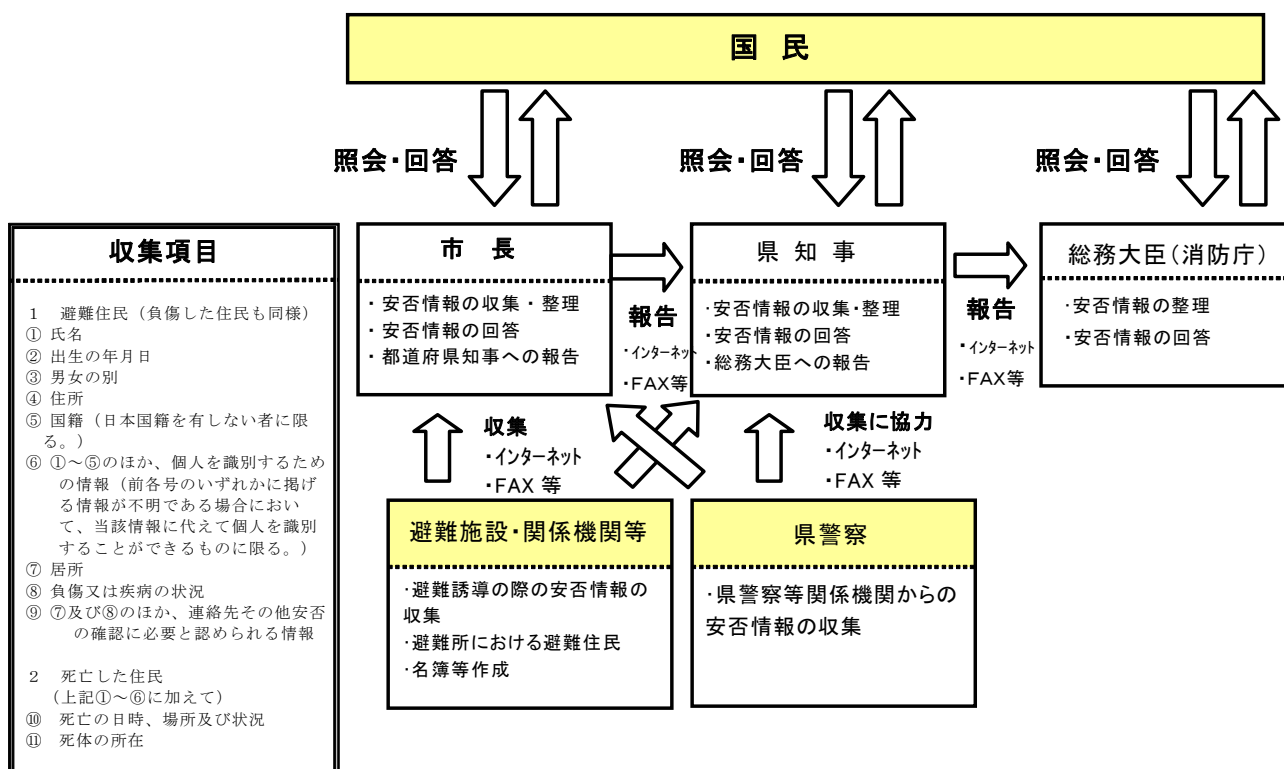 国 民
照会・回答
照会・回答
照会・回答
収集項目
1 避難住民（負傷した住民も同様）
① 氏名
② 出生の年月日
③ 男女の別
④ 住所
⑤ 国籍（日本国籍を有しない者に限
る。）
⑥ ①～⑤のほか、個人を識別するため
の情報（前各号のいずれかに掲げ
る情報が不明である場合におい
て、当該情報に代えて個人を識別
することができるものに限る。）
⑦ 居所
⑧ 負傷又は疾病の状況
⑨ ⑦及び⑧のほか、連絡先その他安否
の確認に必要と認められる情報
2 死亡した住民
（上記①～⑥に加えて）
⑩ 死亡の日時、場所及び状況
⑪ 死体の所在
市 長
・安否情報の収集・整理
・安否情報の回答
・都道府県知事への報告
報告
・インターネット
・FAX等
県 知 事
・安否情報の収集・整理
・安否情報の回答
・総務大臣への報告
報告
・インターネット
・FAX等
総務大臣（消防庁）
・安否情報の整理
・安否情報の回答
収集
・インターネット
・FAX 等
収集に協力
・インターネット
・FAX 等
避難施設・関係機関等
・避難誘導の際の安否情報の
収集
・避難所における避難住民
・名簿等作成
県警察
・県警察等関係機関からの
安否情報の収集